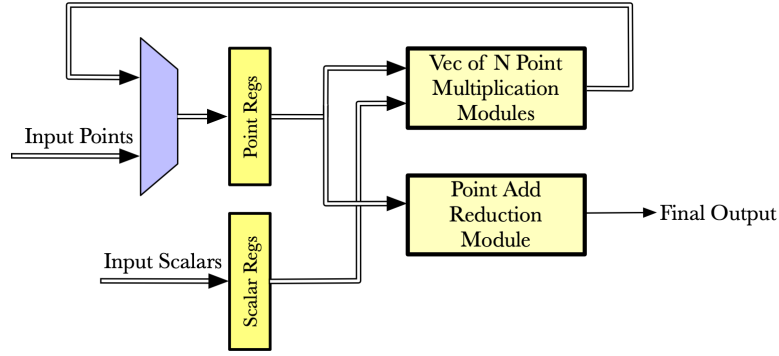 Vec of N Point
Multiplication
Modules
Input Points
Point Regs
Point Add
Reduction
Module
Final Output
Input Scalars
Scalar Regs